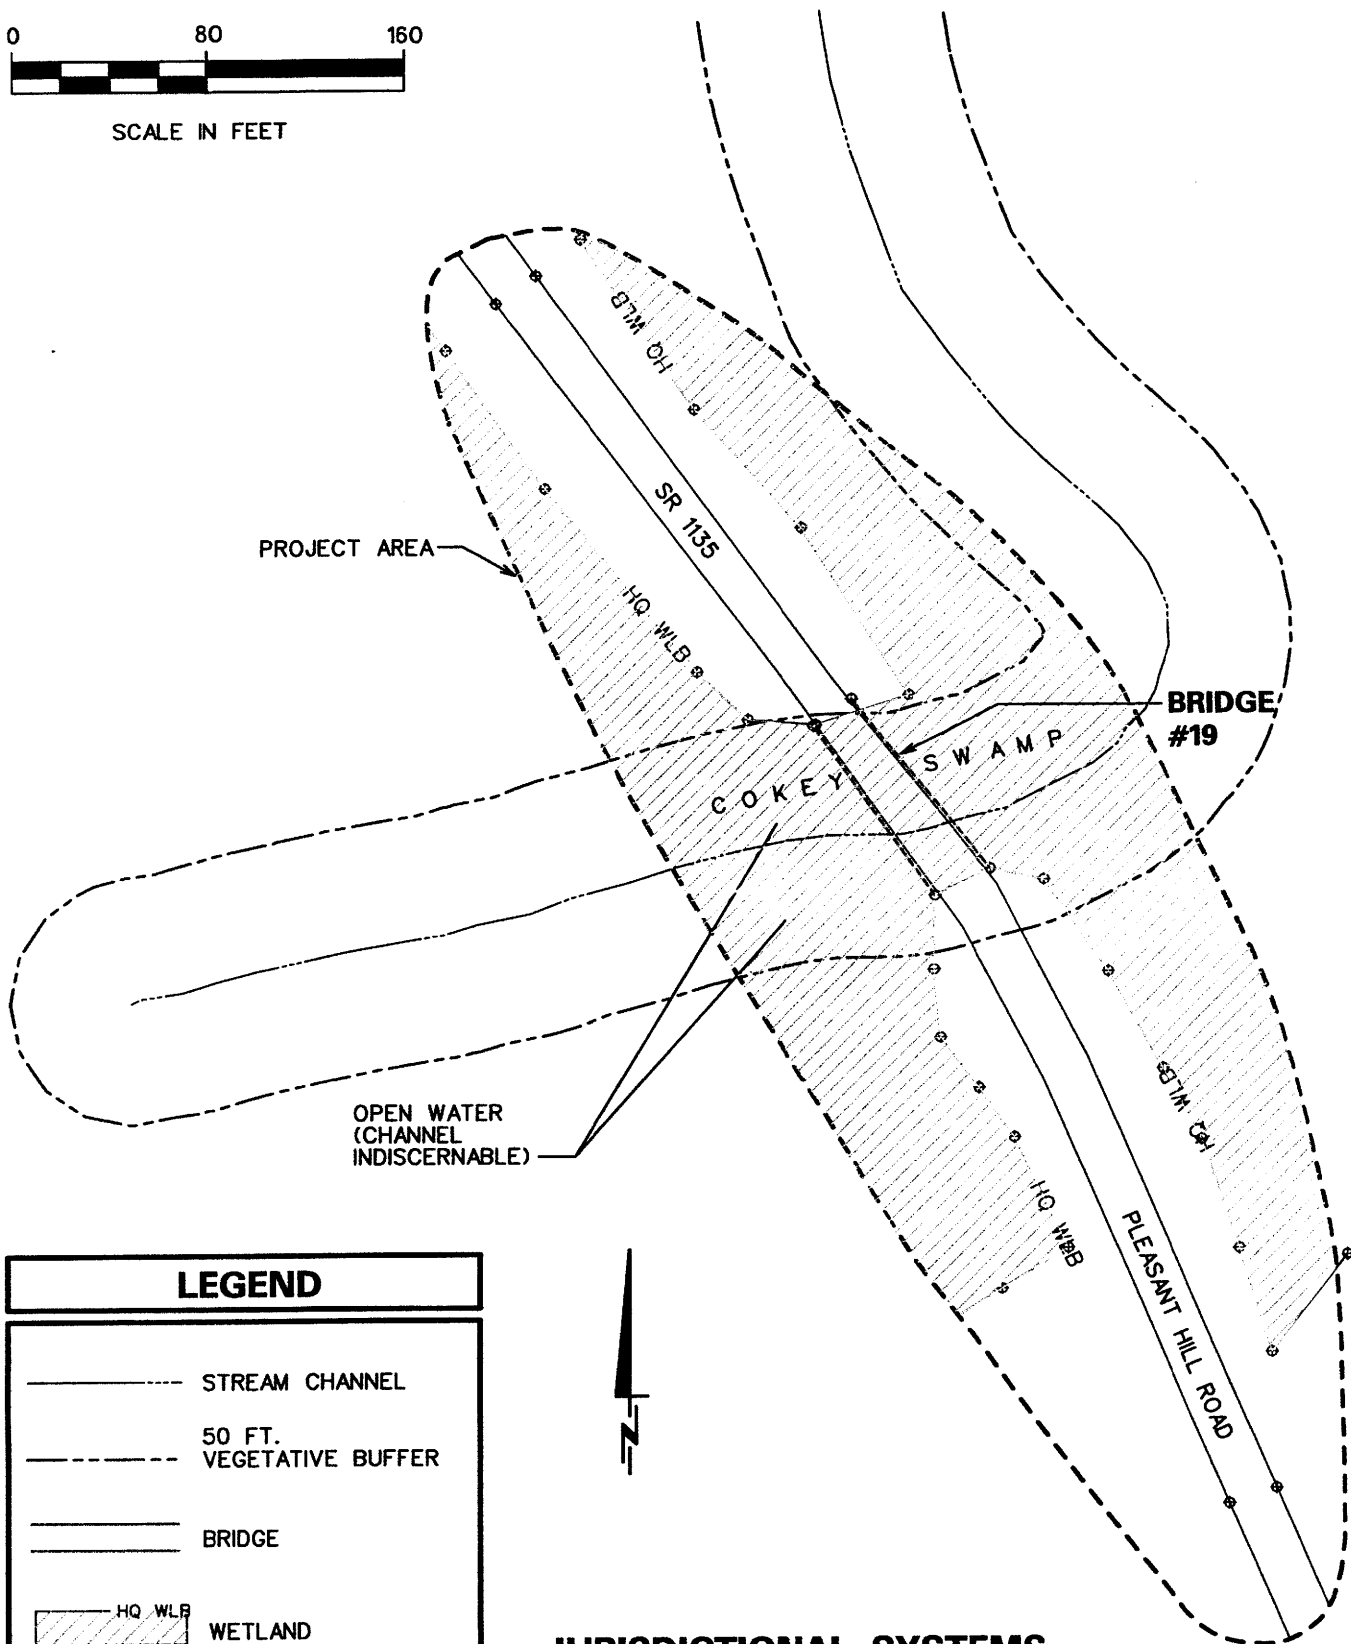 0 80 160
SCALE IN FEET
HQ WLB
SR 1135
PROJECT AREA
HQ WLB
BRIDGE
#19
COKEY SWAMP
OPEN WATER
(CHANNEL
INDISCERNABLE)
HQ WLB
HQ WLB
PLEASANT HILL ROAD
N
LEGEND
STREAM CHANNEL
50 FT.
VEGETATIVE BUFFER
BRIDGE
HQ WLB
WETLAND
JURISDICTIONAL SYSTEMS